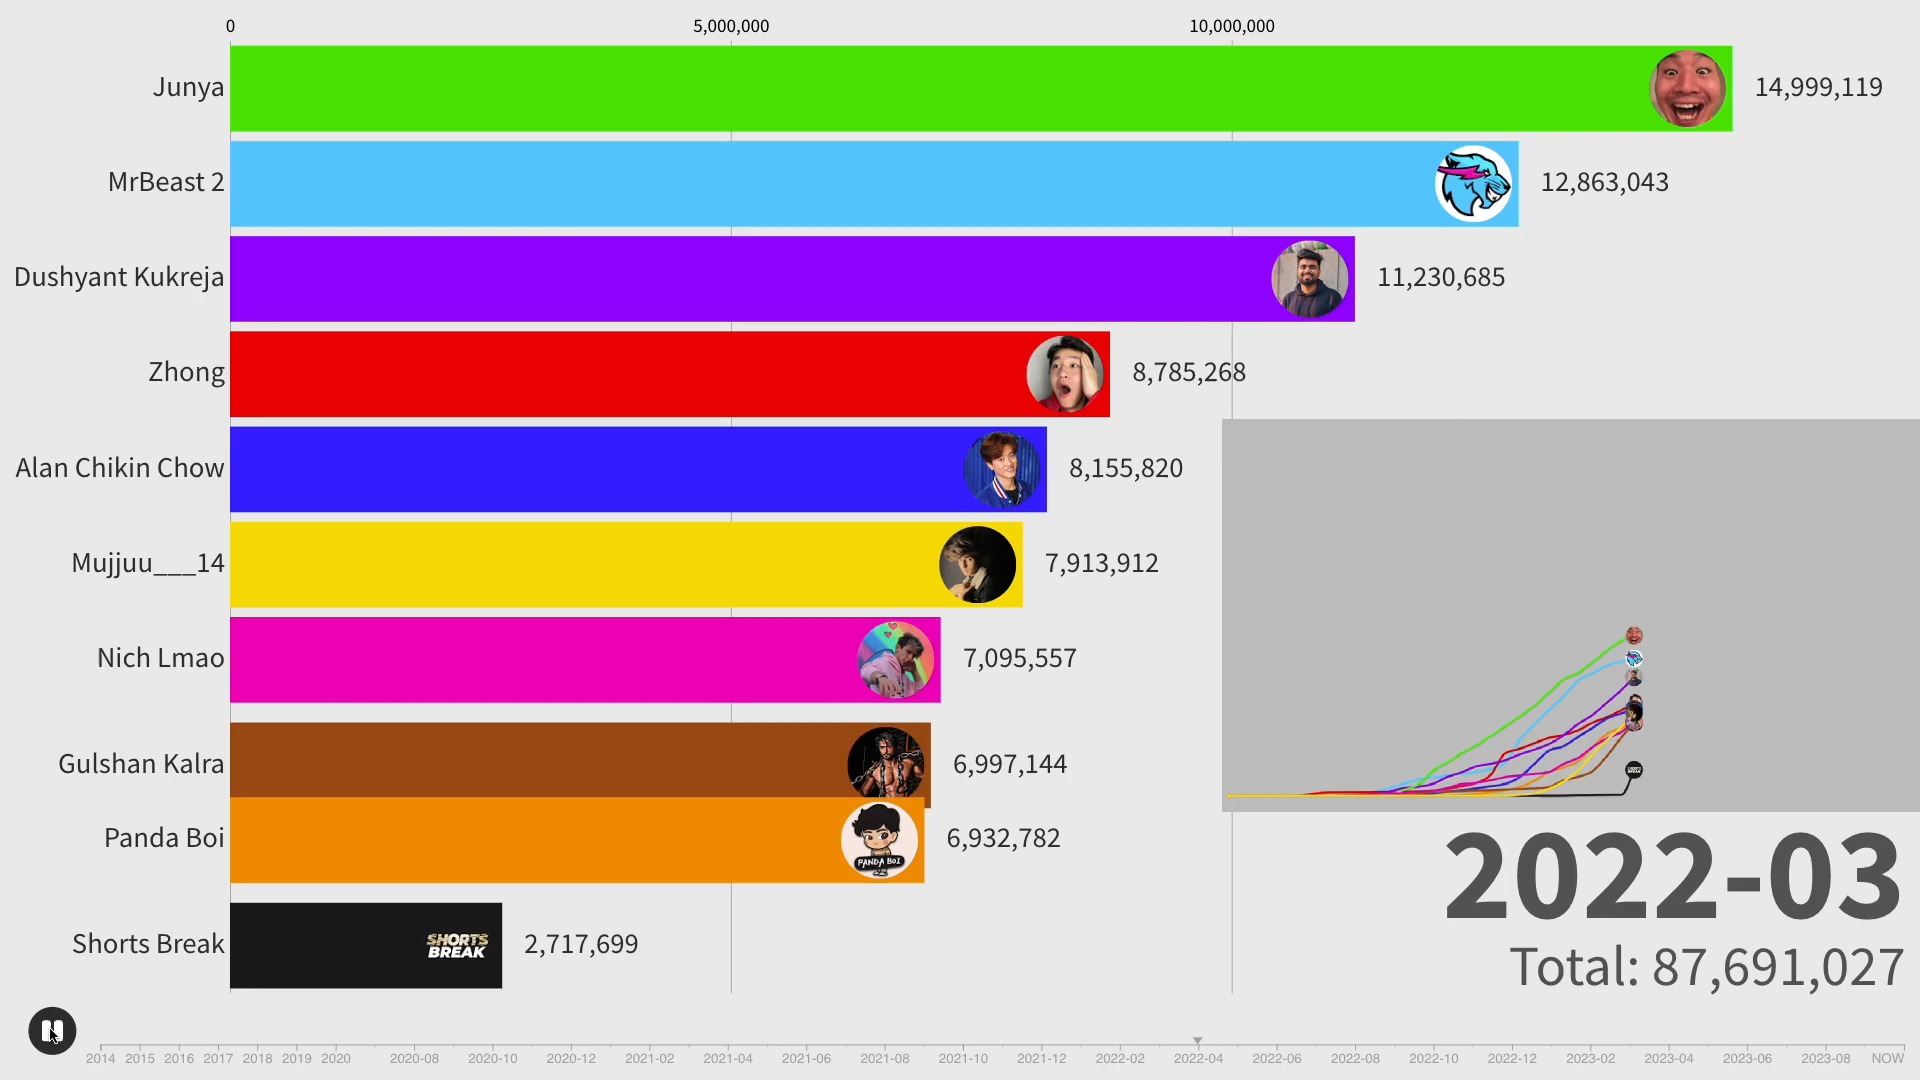 0 5,000,000 10,000,000
Junya 14,999,119
MrBeast 2 12,863,043
Dushyant Kukreja 11,230,685
Zhong 8,785,268
Alan Chikin Chow 8,155,820
Mujjuu___14 7,913,912
Nich Lmao 7,095,557
Gulshan Kalra 6,997,144
Panda Boi PANDA BOI 6,932,782
Shorts Break SHORTS BREAK 2,717,699
2022-03
Total: 87,691,027
2014 2015 2016 2017 2018 2019 2020 2020-08 2020-10 2020-12 2021-02 2021-04 2021-06 2021-08 2021-10 2021-12 2022-02 2022-04 2022-06 2022-08 2022-10 2022-12 2023-02 2023-04 2023-06 2023-08 NOW